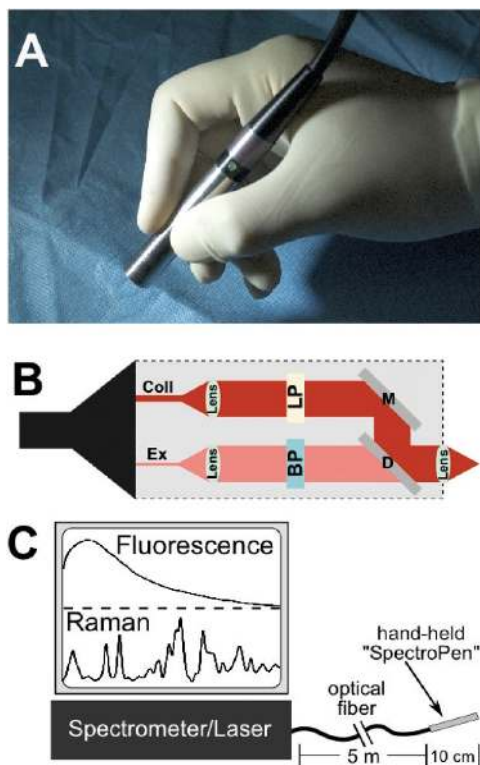 A
B
Coll
Lens
LP
M
Ex
Lens
BP
D
Lens
C
Fluorescence
Raman
hand-held
"SpectroPen"
optical
fiber
Spectrometer/Laser
5 m
10 cm